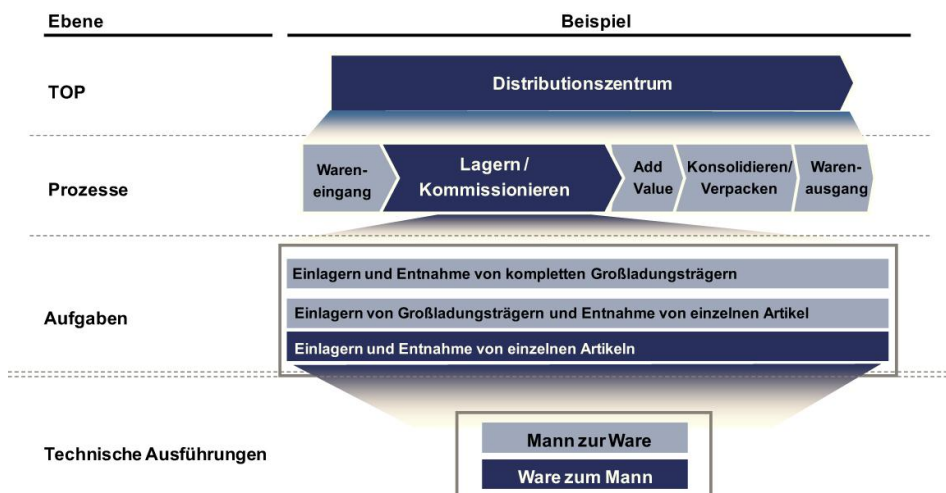 Ebene
Beispiel
TOP
Distributionszentrum
Prozesse
Waren-
eingang
Lagern /
Kommissionieren
Add
Value
Konsolidieren/
Verpacken
Waren-
ausgang
Aufgaben
Einlagern und Entnahme von kompletten Großladungsträgern
Einlagern von Großladungsträgern und Entnahme von einzelnen Artikel
Einlagern und Entnahme von einzelnen Artikeln
Technische Ausführungen
Mann zur Ware
Ware zum Mann